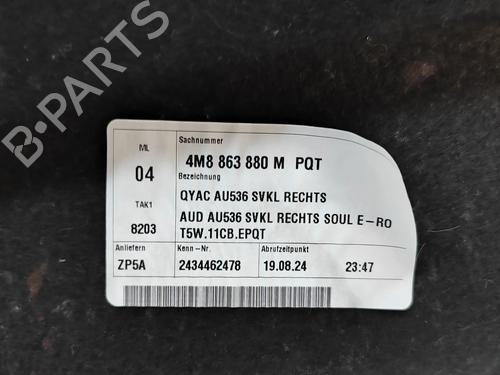 B-PARTS
ML
04
TAK1
8203
Sachnummer
4M8 863 880 M PQT
Bezeichnung
QYAC AU536 SVKL RECHTS
AUD AU536 SVKL RECHTS SOUL E-RO
T5W.11CB.EPQT
Anliefern Kenn-Nr. Abrufzeitpunkt
ZP5A 2434462478 19.08.24 23:47